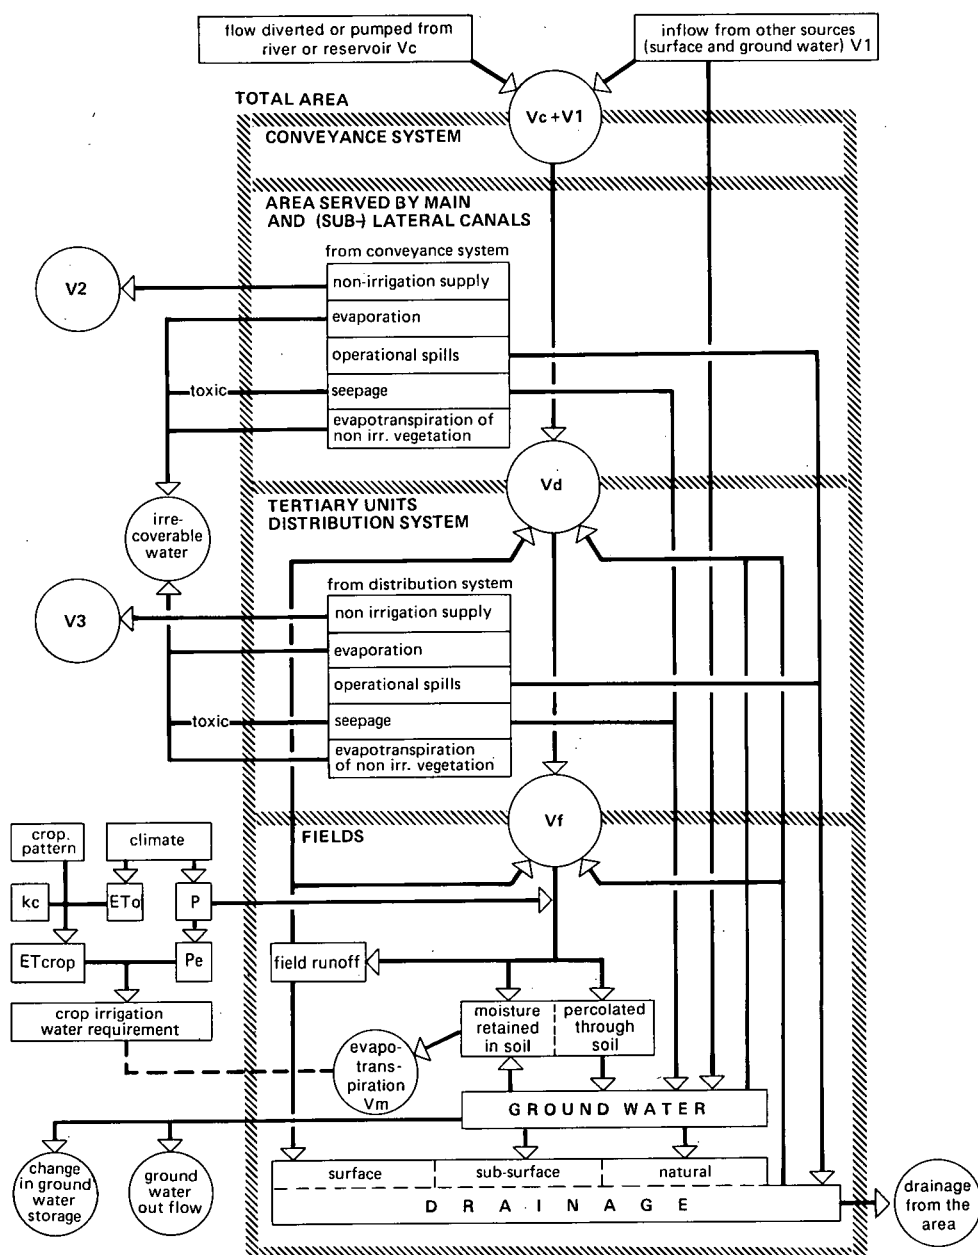 flow diverted or pumped from
river or reservoir Vc
inflow from other sources
(surface and ground water) V1
TOTAL AREA
Vc + V1
CONVEYANCE SYSTEM
AREA SERVED BY MAIN
AND (SUB-) LATERAL CANALS
from conveyance system
V2
non-irrigation supply
evaporation
operational spills
toxic
seepage
evapotranspiration of
non irr. vegetation
Vd
TERTIARY UNITS
DISTRIBUTION SYSTEM
irre-
coverable
water
from distribution system
V3
non irrigation supply
evaporation
operational spills
toxic
seepage
evapotranspiration
of non irr. vegetation
Vf
FIELDS
crop.
pattern
climate
kc
ETo
P
ETcrop
Pe
field runoff
crop irrigation
water requirement
moisture
retained
in soil
percolated
through
soil
evapo-
trans-
piration
Vm
GROUND WATER
change
in ground
water
storage
ground
water
out flow
surface
sub-surface
natural
DRAINAGE
drainage
from the
area